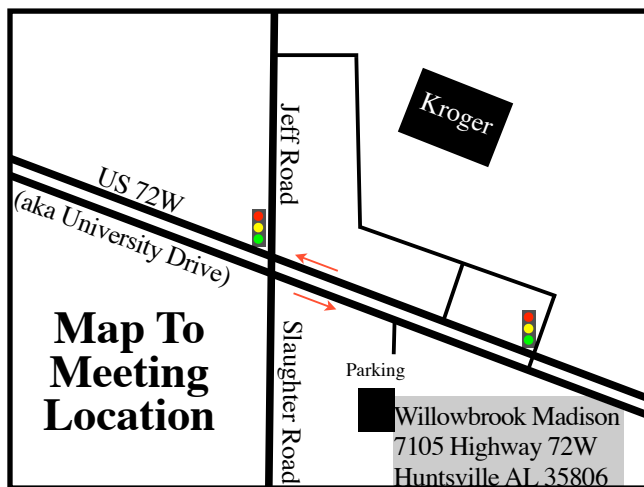 Kroger
Jeff Road
US 72W
(aka University Drive)
Map To
Meeting
Location
Slaughter Road
Parking
Willowbrook Madison
7105 Highway 72W
Huntsville AL 35806